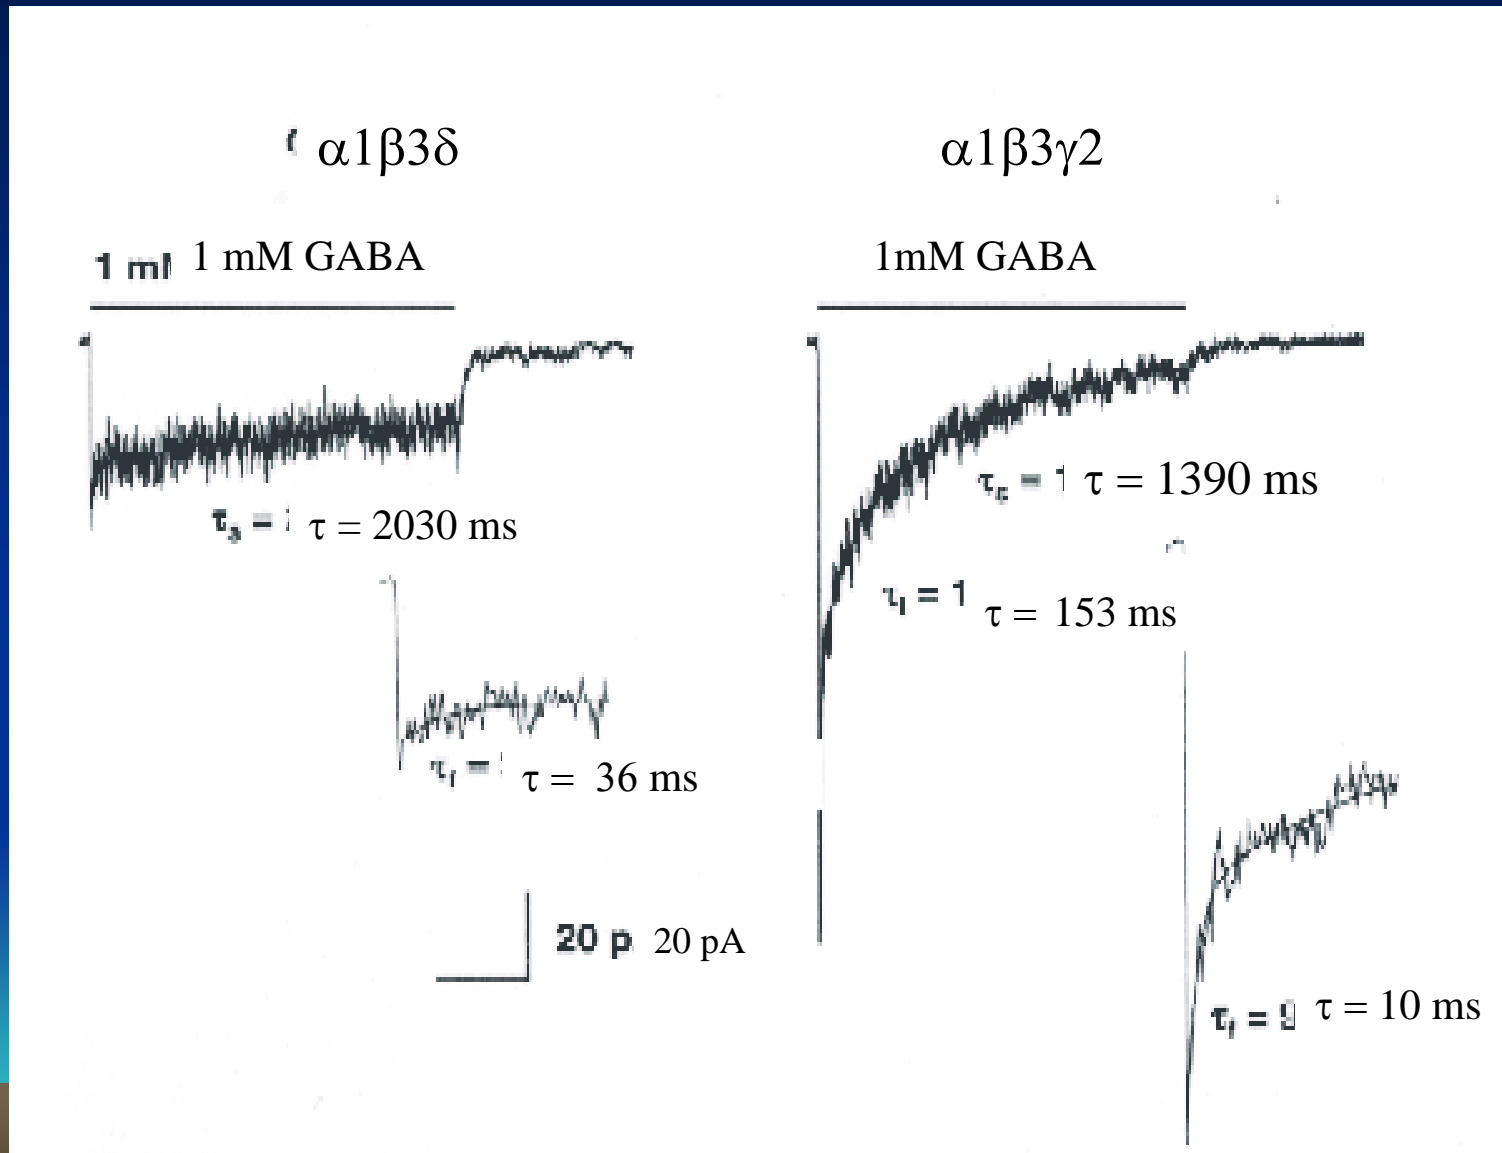 α1β3δ
α1β3γ2
1 mM GABA
1mM GABA
τ = 1390 ms
τ = 2030 ms
τ = 153 ms
τ = 36 ms
20 p 20 pA
τ = 10 ms